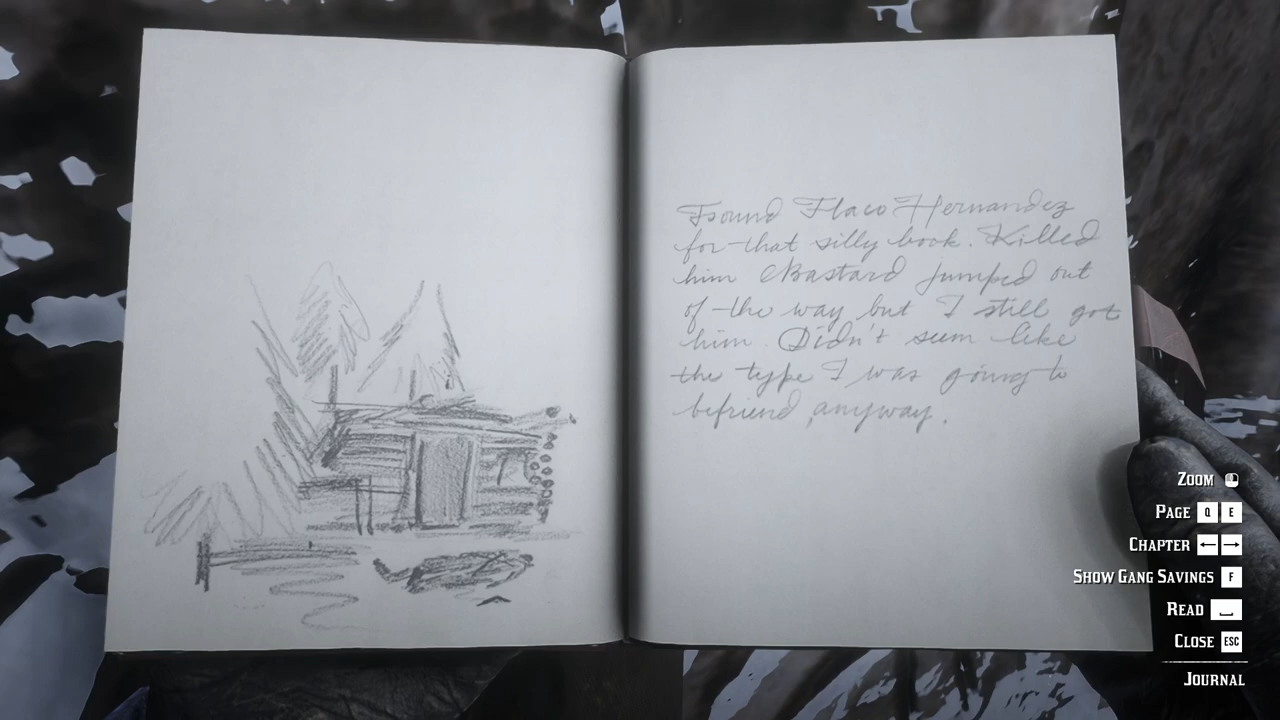 Found Flaco Hernandez
for that silly book. Killed
him Bastard jumped out
of the way but I still got
him. Didn't seem like
the type I was going to
befriend, anyway.
ZOOM
PAGE Q E
CHAPTER ← →
SHOW GANG SAVINGS F
READ
CLOSE ESC
JOURNAL